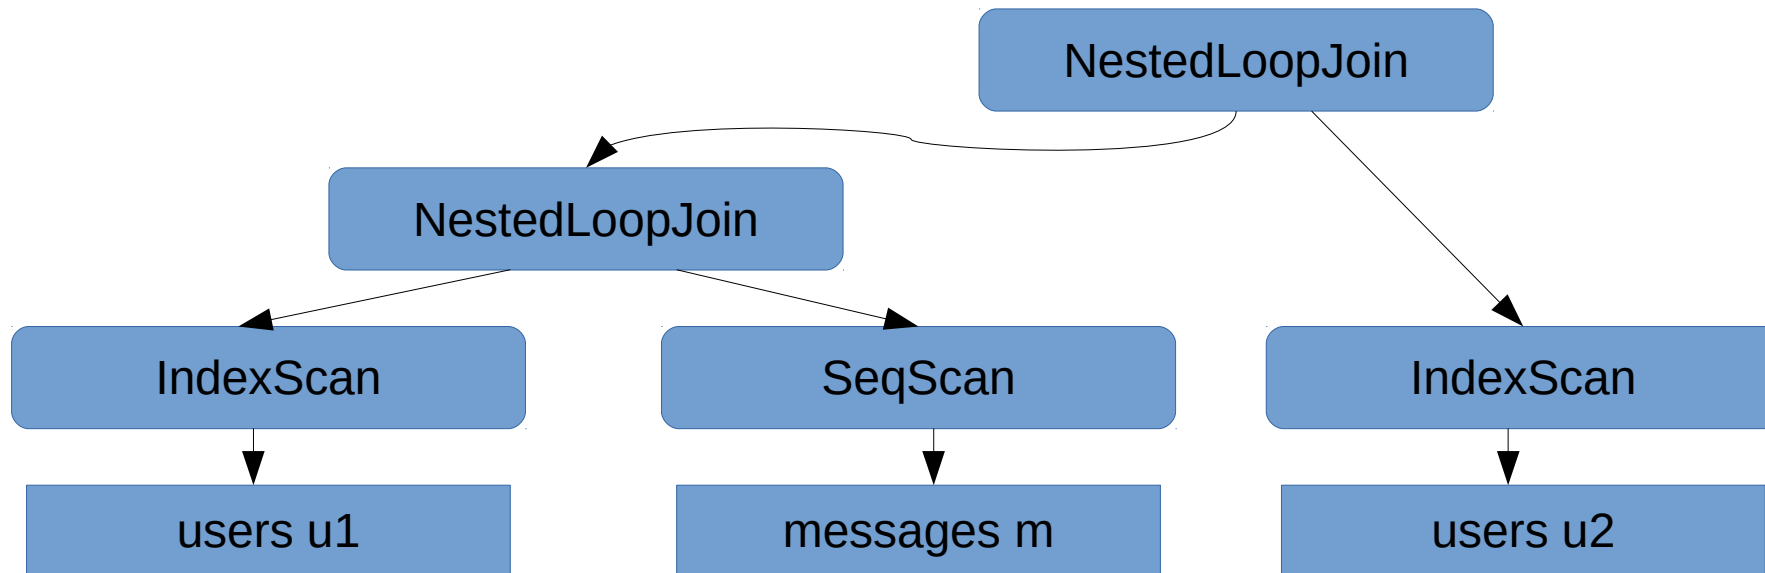 NestedLoopJoin
NestedLoopJoin
IndexScan
SeqScan
IndexScan
users u1
messages m
users u2